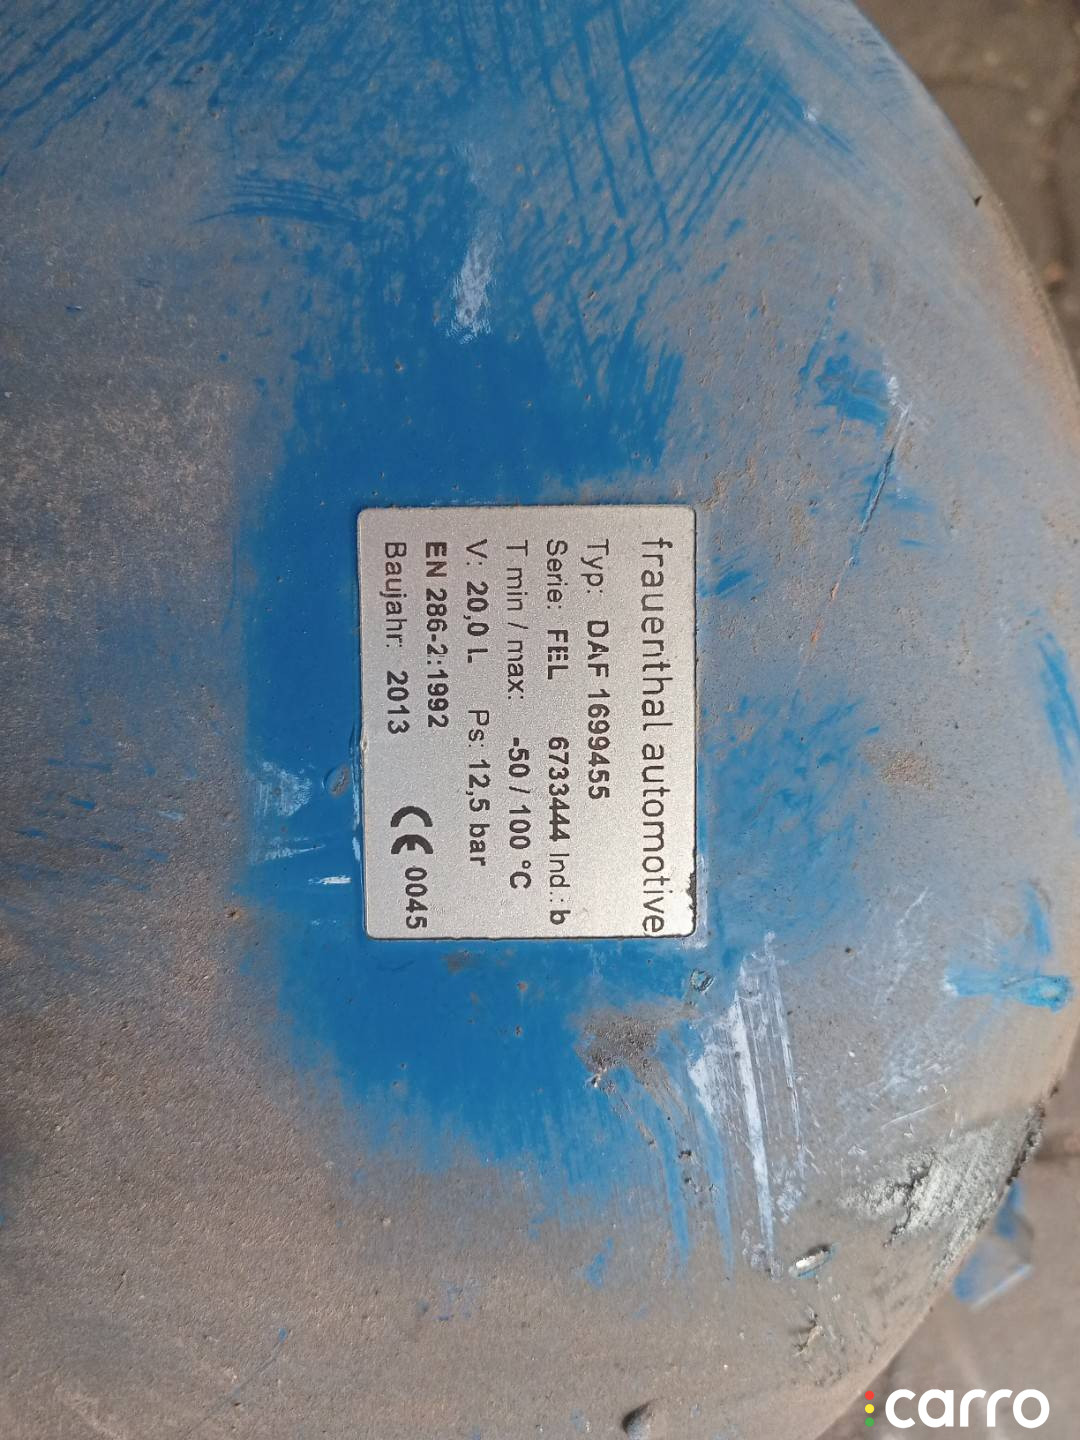 frauenthal automotive
Typ: DAF 1699455
Serie: FEL 6733444 Ind.: b
T min / max: -50 / 100 °C
V: 20,0 L Ps: 12,5 bar
EN 286-2:1992
Baujahr: 2013 CE 0045
carro